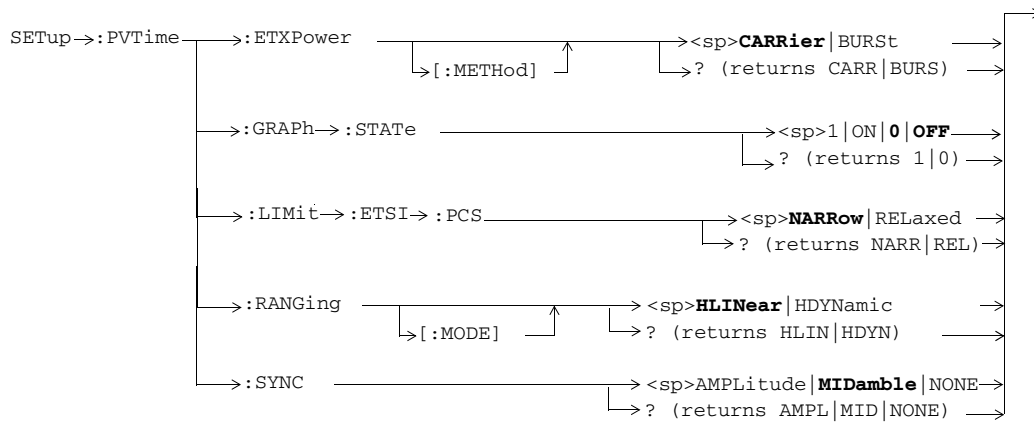 SETup :PVTime :ETXPower <sp>CARRier|BURSt
[:METHod] ? (returns CARR|BURS)
:GRAPh :STATe <sp>1|ON|0|OFF
? (returns 1|0)
:LIMit :ETSI :PCS <sp>NARRow|RELaxed
? (returns NARR|REL)
:RANGing <sp>HLINear|HDYNamic
[:MODE] ? (returns HLIN|HDYN)
:SYNC <sp>AMPLitude|MIDamble|NONE
? (returns AMPL|MID|NONE)